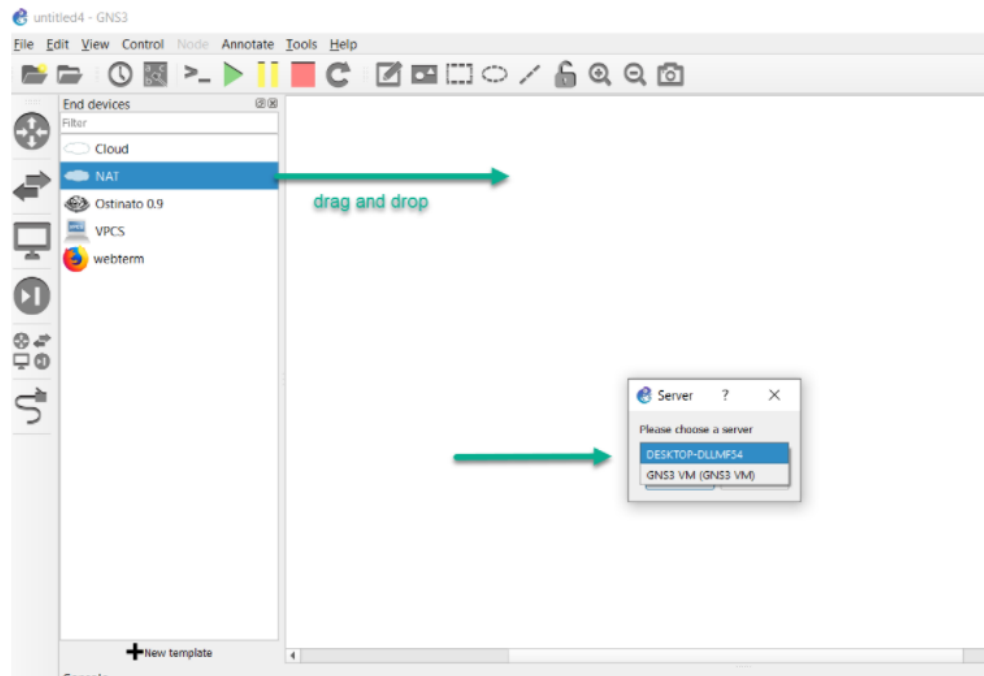 untitled4 - GNS3
File Edit View Control Node Annotate Tools Help
End devices
Filter
Cloud
NAT
drag and drop
Ostinato 0.9
VPCS
webterm
Server ?
Please choose a server
DESKTOP-DLLMF54
GNS3 VM (GNS3 VM)
New template